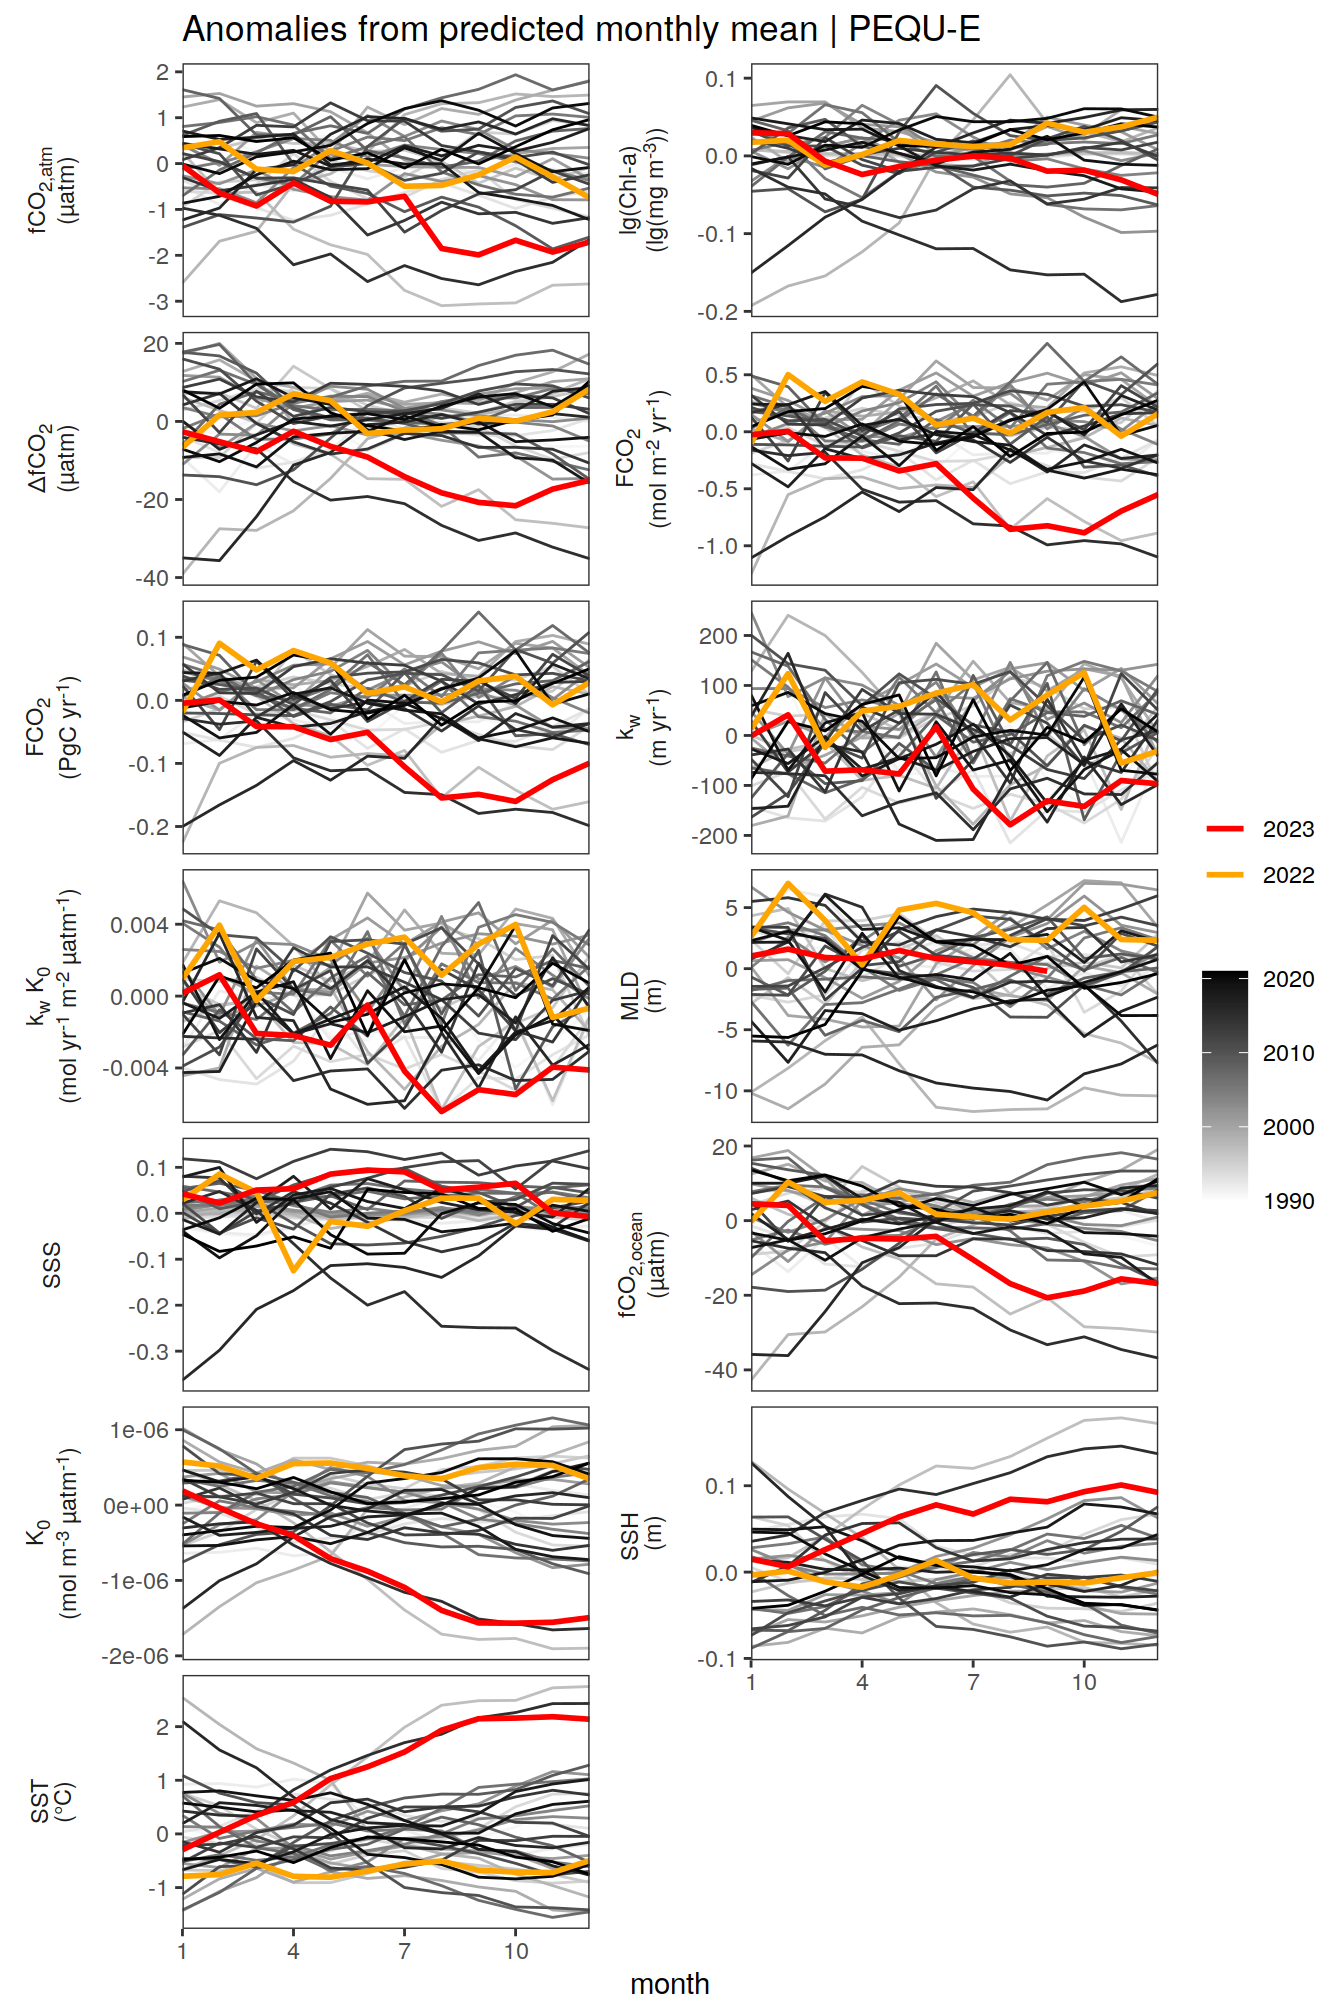 Anomalies from predicted monthly mean | PEQU-E
fCO2,atm
(µatm)
2
1
0
-1
-2
-3
lg(Chl-a)
(lg(mg m-3))
0.1
0.0
-0.1
-0.2
ΔfCO2
(µatm)
20
0
-20
-40
FCO2
(mol m-2 yr-1)
0.5
0.0
-0.5
-1.0
FCO2
(PgC yr-1)
0.1
0.0
-0.1
-0.2
kw
(m yr-1)
200
100
0
-100
-200
kw K0
(mol yr-1 m-2 µatm-1)
0.004
0.000
-0.004
MLD
(m)
5
0
-5
-10
SSS
0.1
0.0
-0.1
-0.2
-0.3
fCO2,ocean
(µatm)
20
0
-20
-40
K0
(mol m-3 µatm-1)
1e-06
0e+00
-1e-06
-2e-06
SSH
(m)
0.1
0.0
-0.1
1 4 7 10
SST
(°C)
2
1
0
-1
1 4 7 10
month
2023
2022
2020
2010
2000
1990